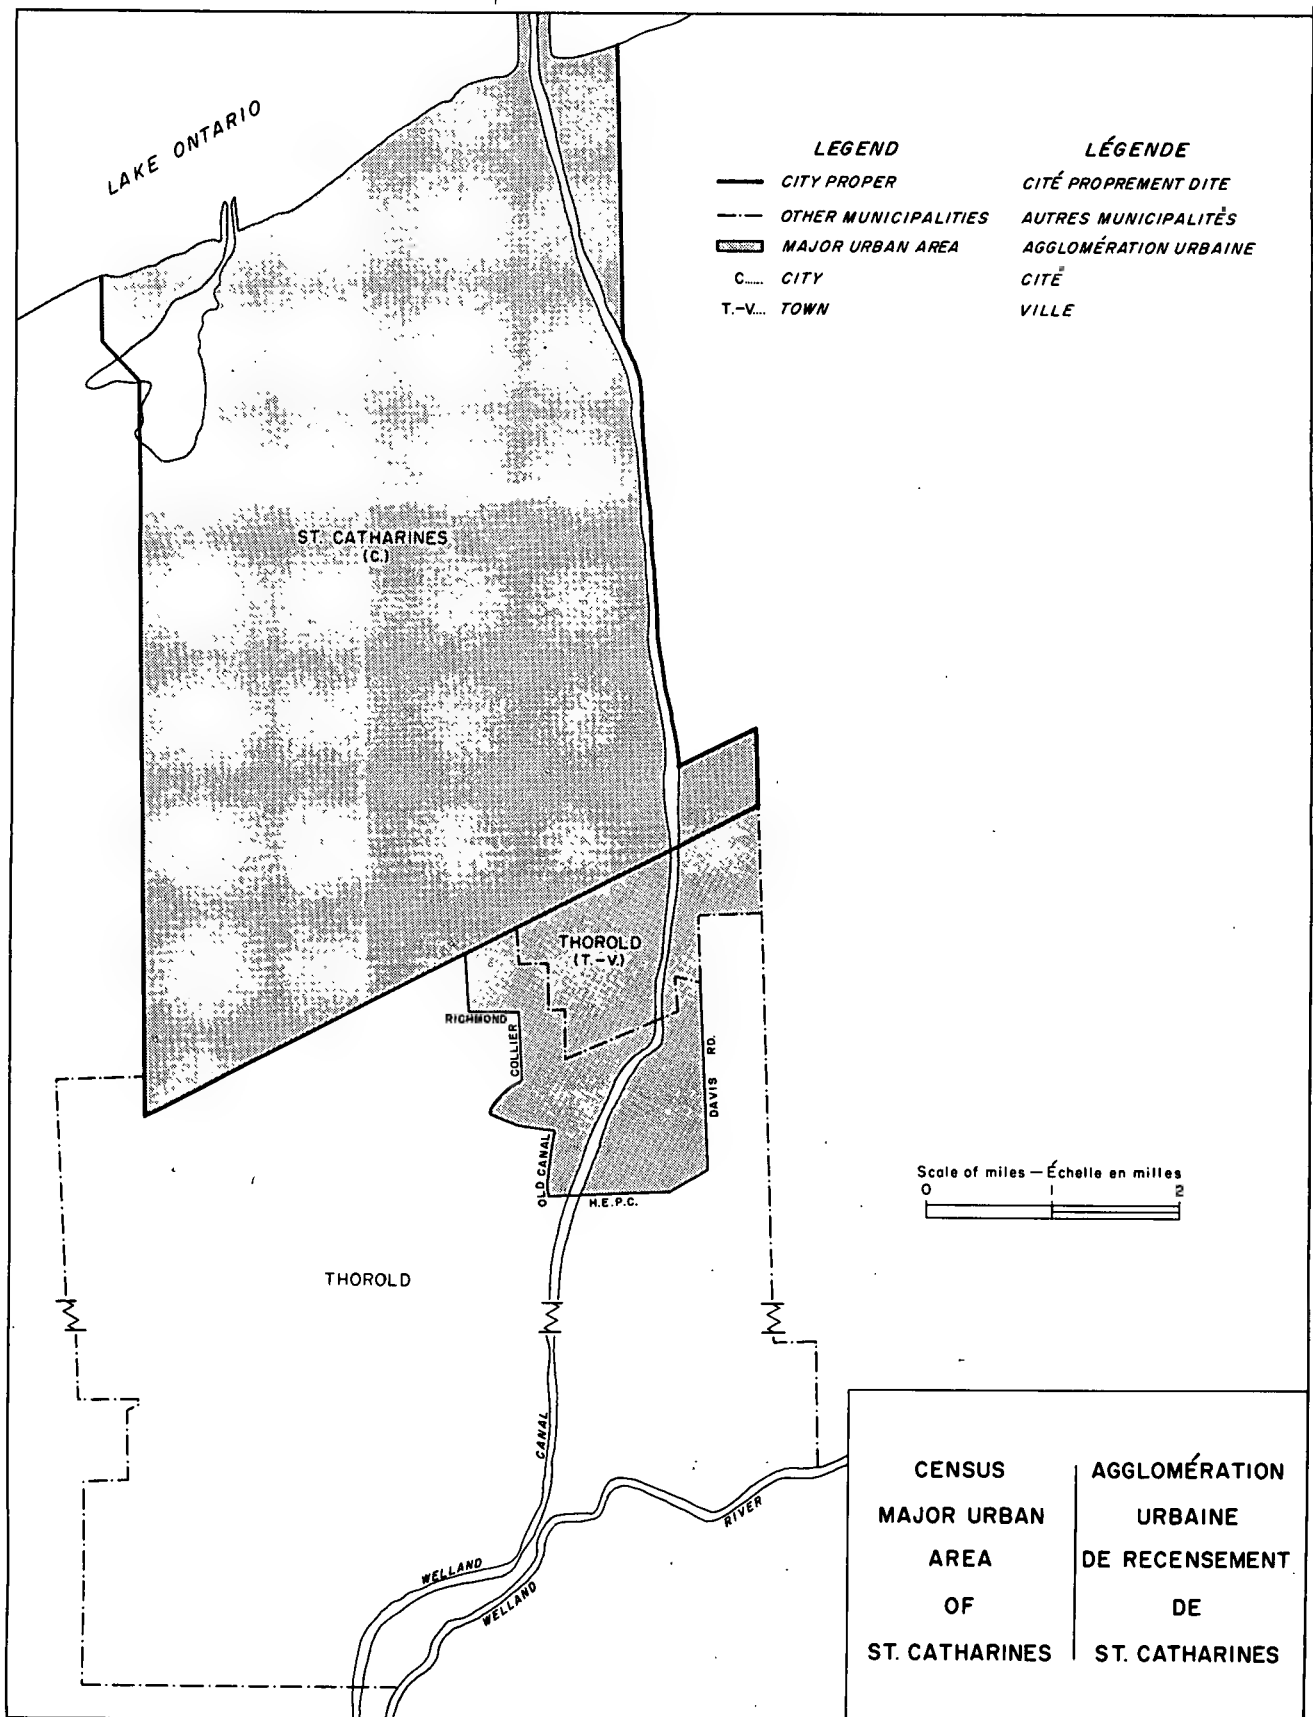 LAKE ONTARIO
LEGEND LÉGENDE
CITY PROPER CITÉ PROPREMENT DITE
OTHER MUNICIPALITIES AUTRES MUNICIPALITÉS
MAJOR URBAN AREA AGGLOMÉRATION URBAINE
C...... CITY CITÉ
T.-V.... TOWN VILLE
ST. CATHARINES
(C.)
THOROLD
(T.-V.)
RICHMOND
COLLIER
DAVIS RD.
OLD CANAL
H.E.P.C.
Scale of miles — Échelle en milles
0 1 2
THOROLD
CANAL
WELLAND
WELLAND
RIVER
CENSUS
MAJOR URBAN
AREA
OF
ST. CATHARINES
AGGLOMÉRATION
URBAINE
DE RECENSEMENT
DE
ST. CATHARINES